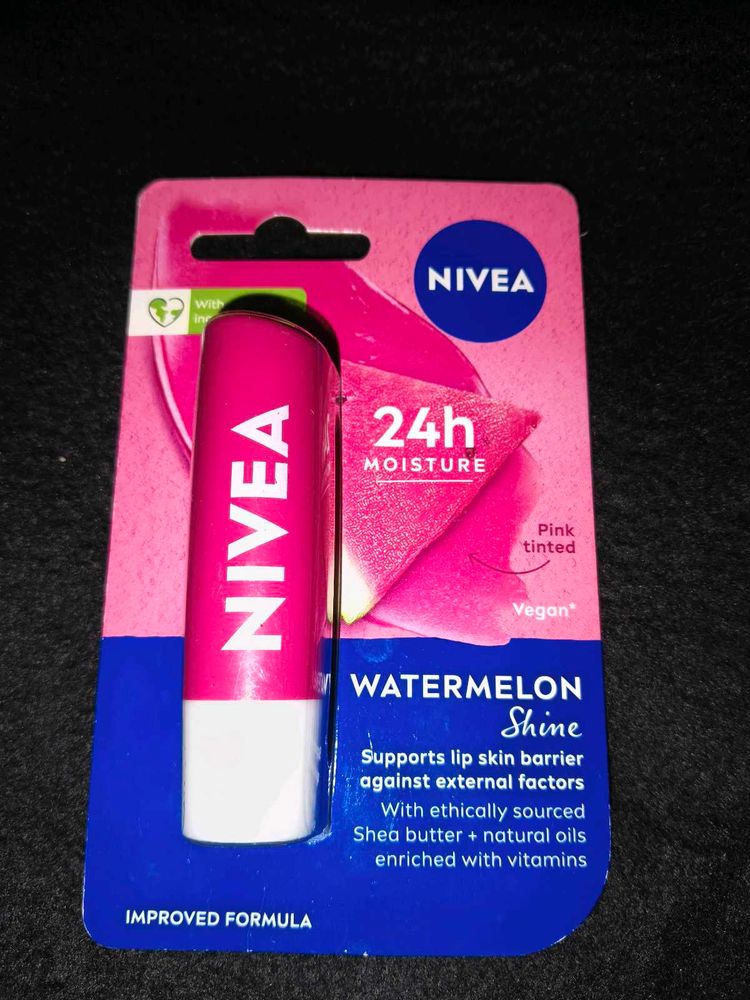 NIVEA
With
24h
MOISTURE
Pink
tinted
Vegan*
NIVEA
WATERMELON
Shine
Supports lip skin barrier
against external factors
With ethically sourced
Shea butter + natural oils
enriched with vitamins
IMPROVED FORMULA